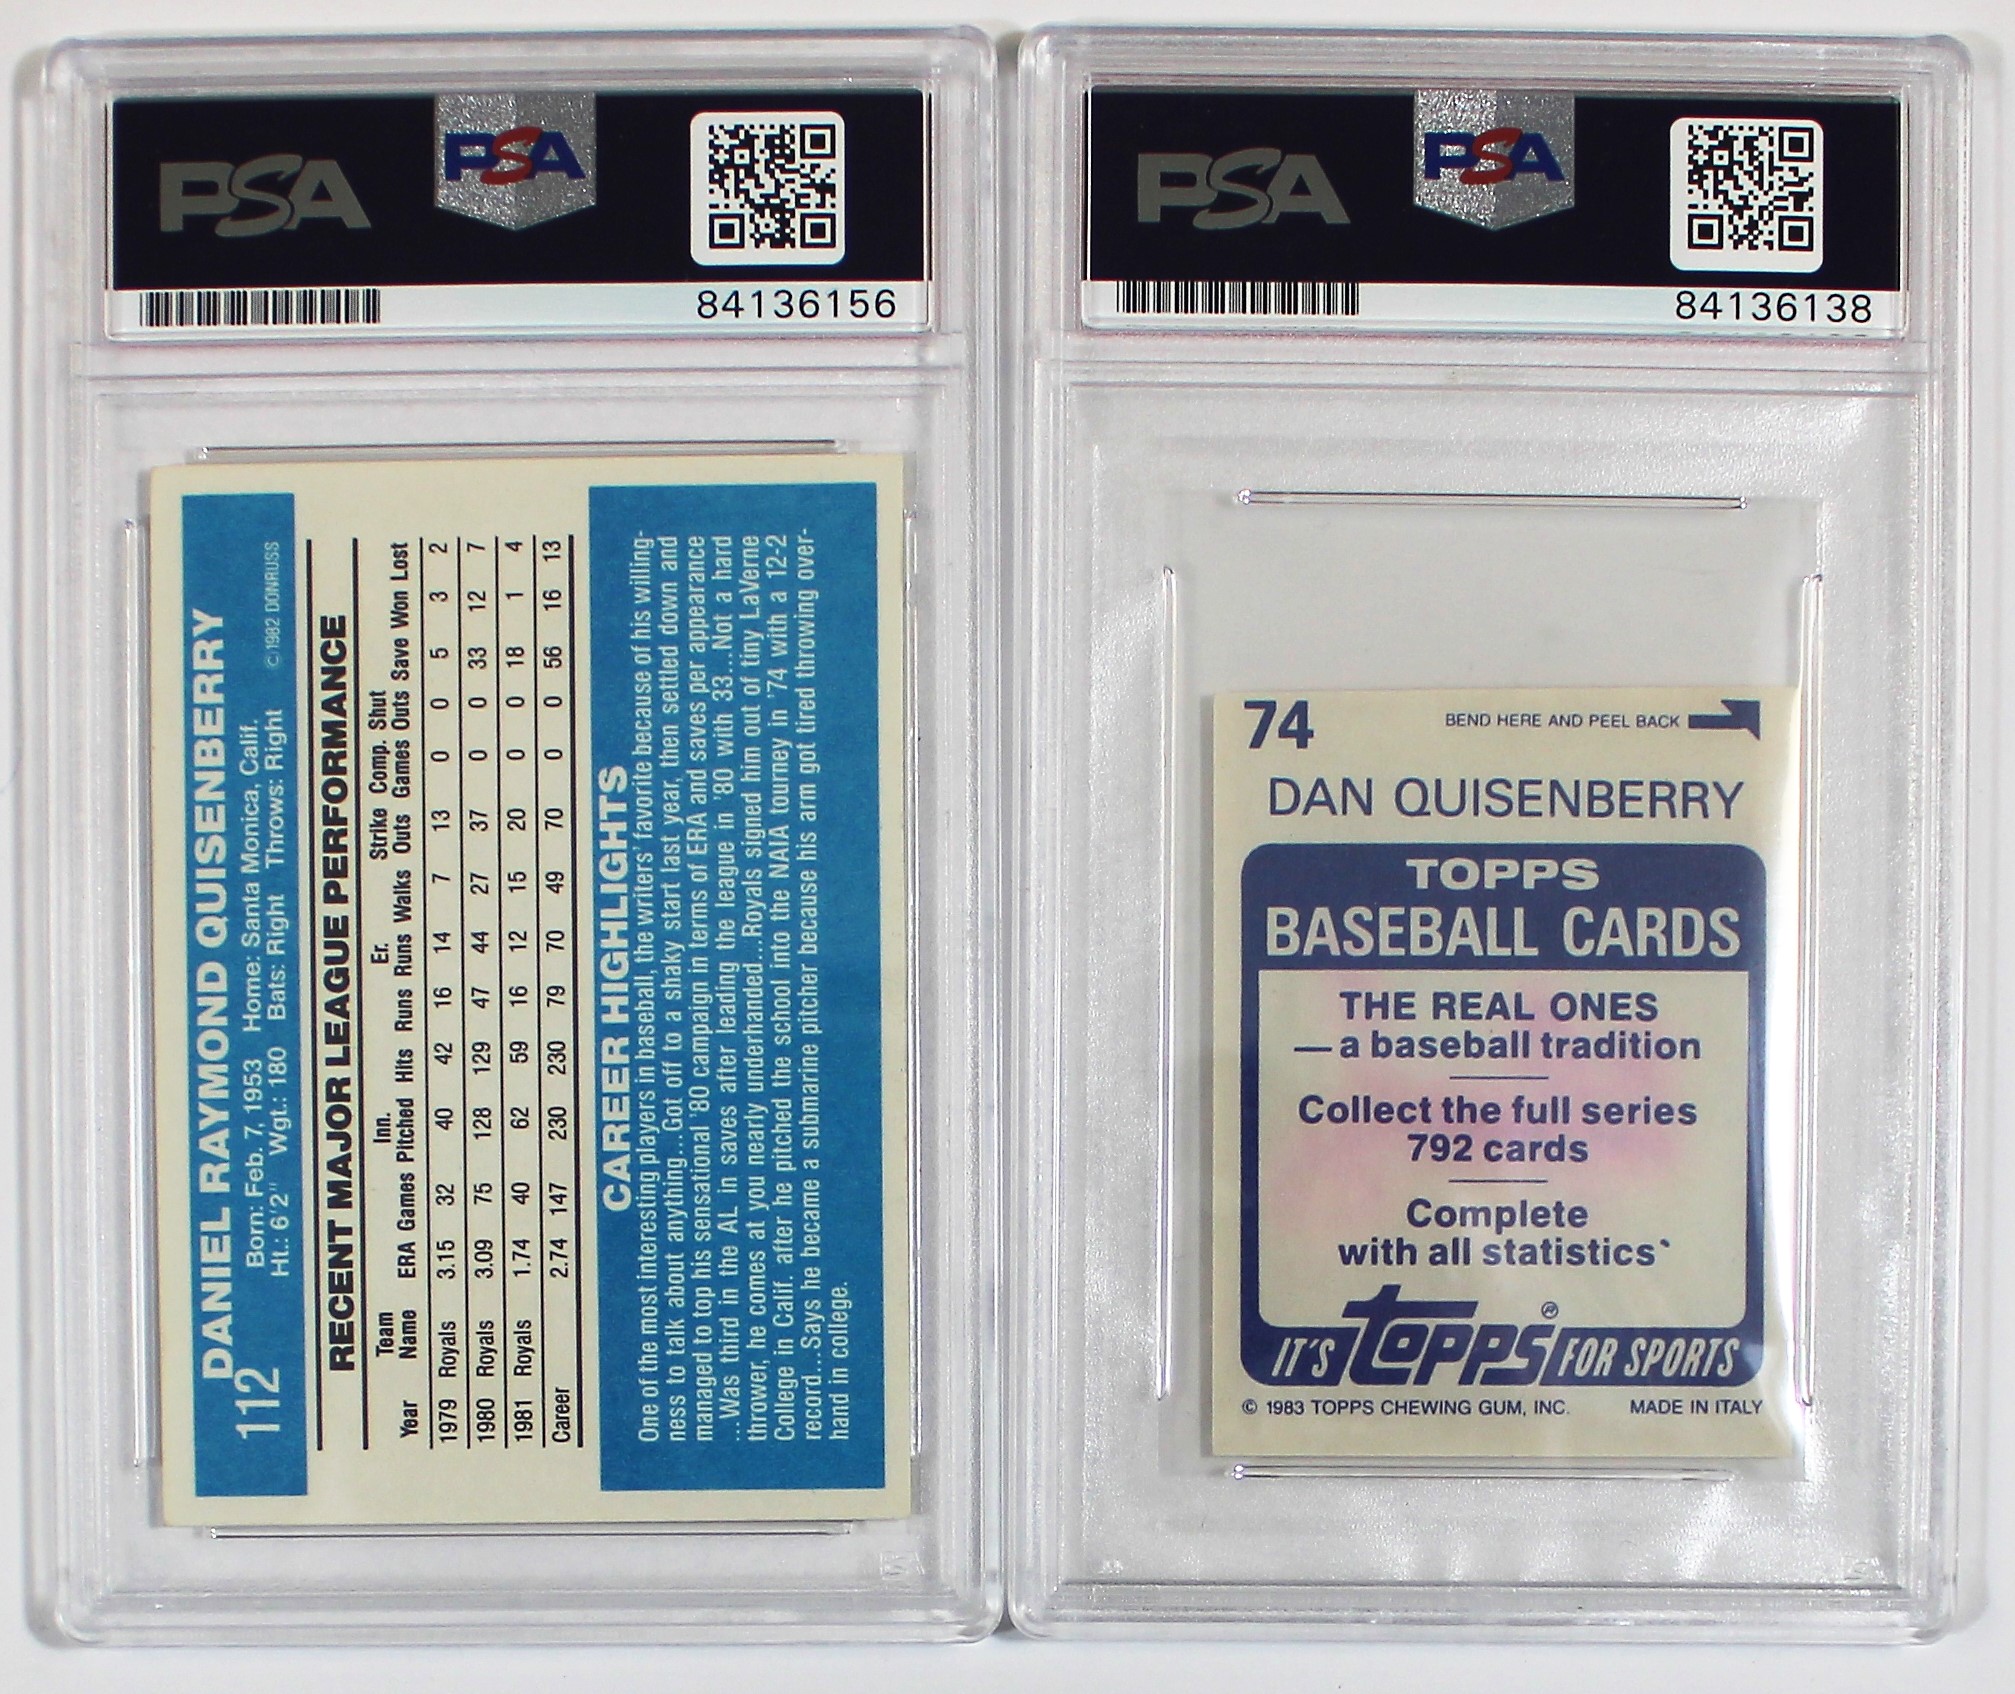 PSA
PSA
84136156
DANIEL RAYMOND QUISENBERRY
112
Born: Feb. 7, 1953 Home: Santa Monica, Calif.
Ht.: 6'2" Wgt.: 180 Bats: Right Throws: Right
© 1982 DONRUSS
RECENT MAJOR LEAGUE PERFORMANCE
Team Inn. Er. Strike Comp. Shut
Year Name ERA Games Pitched Hits Runs Runs Walks Outs Games Outs Save Won Lost
1979 Royals 3.15 32 40 42 16 14 7 13 0 0 5 3 2
1980 Royals 3.09 75 128 129 47 44 27 37 0 0 33 12 7
1981 Royals 1.74 40 62 59 16 12 15 20 0 0 18 1 4
Career 2.74 147 230 230 79 70 49 70 0 0 56 16 13
CAREER HIGHLIGHTS
One of the most interesting players in baseball, the writers' favorite because of his willing-
ness to talk about anything...Got off to a shaky start last year, then settled down and
managed to top his sensational '80 campaign in terms of ERA and saves per appearance
...Was third in the AL in saves after leading the league in '80 with 33...Not a hard
thrower, he comes at you nearly underhanded...Royals signed him out of tiny LaVerne
College in Calif. after he pitched the school into the NAIA tourney in '74 with a 12-2
record...Says he became a submarine pitcher because his arm got tired throwing over-
hand in college.
PSA
PSA
84136138
74
BEND HERE AND PEEL BACK
DAN QUISENBERRY
TOPPS
BASEBALL CARDS
THE REAL ONES
— a baseball tradition
Collect the full series
792 cards
Complete
with all statistics
IT'S topps® FOR SPORTS
© 1983 TOPPS CHEWING GUM, INC. MADE IN ITALY